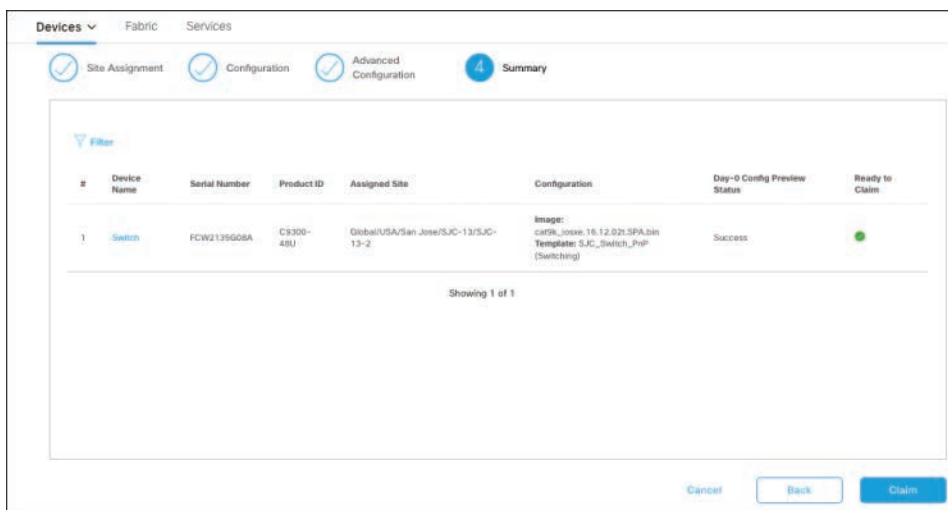 Devices Fabric Services
Site Assignment Configuration Advanced Configuration 4 Summary
Filter
# Device Name Serial Number Product ID Assigned Site Configuration Day-0 Config Preview Status Ready to Claim
1 Switch FCW2135G08A C9300-48U Global/USA/San Jose/SJC-13/SJC-13-2 Image: cat9k_iosxe.16.12.02t.SPA.bin Template: SJC_Switch_PnP (Switching) Success
Showing 1 of 1
Cancel Back Claim